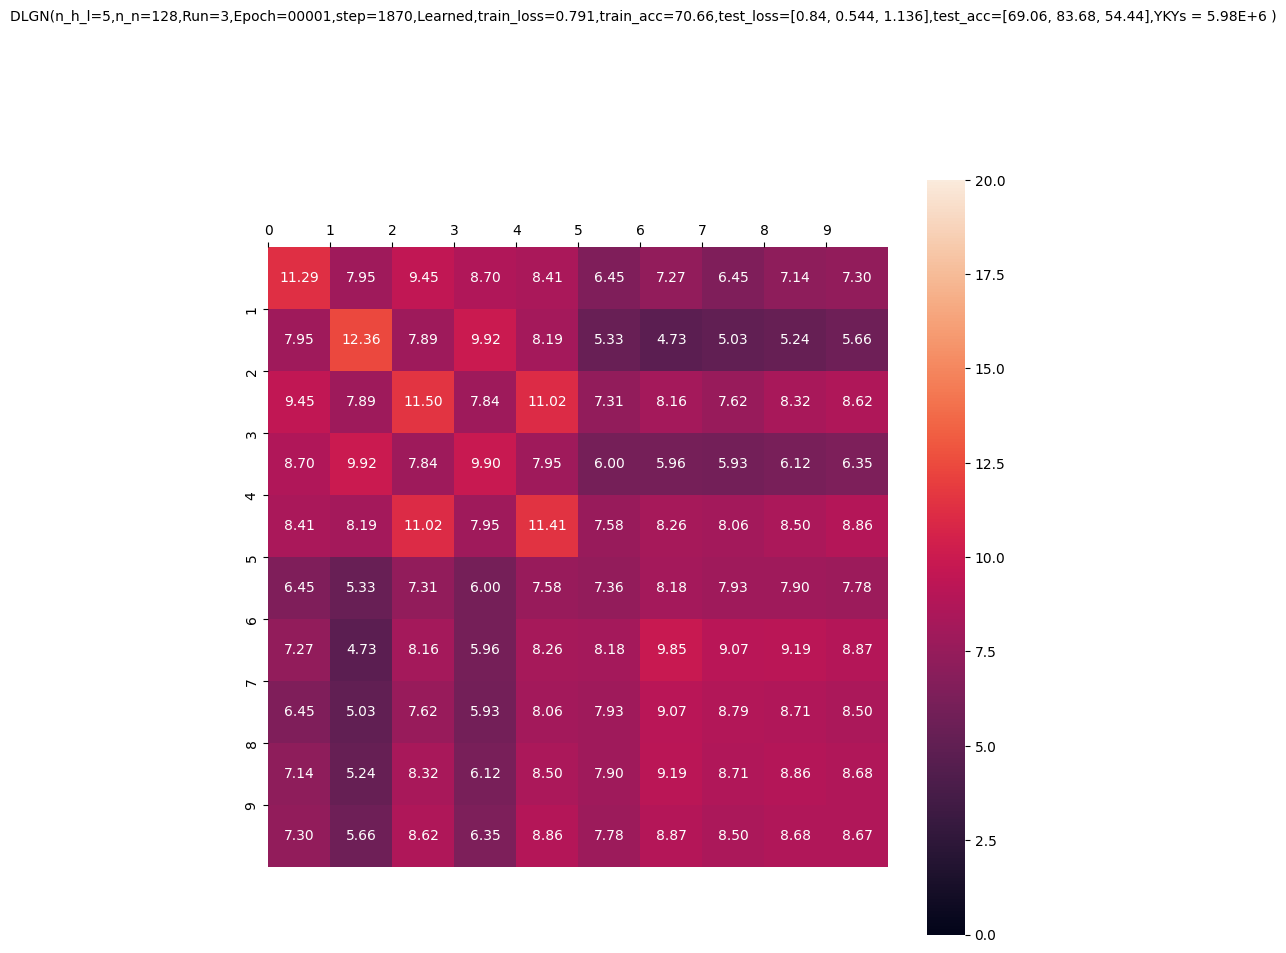 DLGN(n_h_l=5,n_n=128,Run=3,Epoch=00001,step=1870,Learned,train_loss=0.791,train_acc=70.66,test_loss=[0.84, 0.544, 1.136],test_acc=[69.06, 83.68, 54.44],YKYs = 5.98E+6 )
0 1 2 3 4 5 6 7 8 9
11.29 7.95 9.45 8.70 8.41 6.45 7.27 6.45 7.14 7.30
1
7.95 12.36 7.89 9.92 8.19 5.33 4.73 5.03 5.24 5.66
2
9.45 7.89 11.50 7.84 11.02 7.31 8.16 7.62 8.32 8.62
3
8.70 9.92 7.84 9.90 7.95 6.00 5.96 5.93 6.12 6.35
4
8.41 8.19 11.02 7.95 11.41 7.58 8.26 8.06 8.50 8.86
5
6.45 5.33 7.31 6.00 7.58 7.36 8.18 7.93 7.90 7.78
6
7.27 4.73 8.16 5.96 8.26 8.18 9.85 9.07 9.19 8.87
7
6.45 5.03 7.62 5.93 8.06 7.93 9.07 8.79 8.71 8.50
8
7.14 5.24 8.32 6.12 8.50 7.90 9.19 8.71 8.86 8.68
9
7.30 5.66 8.62 6.35 8.86 7.78 8.87 8.50 8.68 8.67
20.0
17.5
15.0
12.5
10.0
7.5
5.0
2.5
0.0